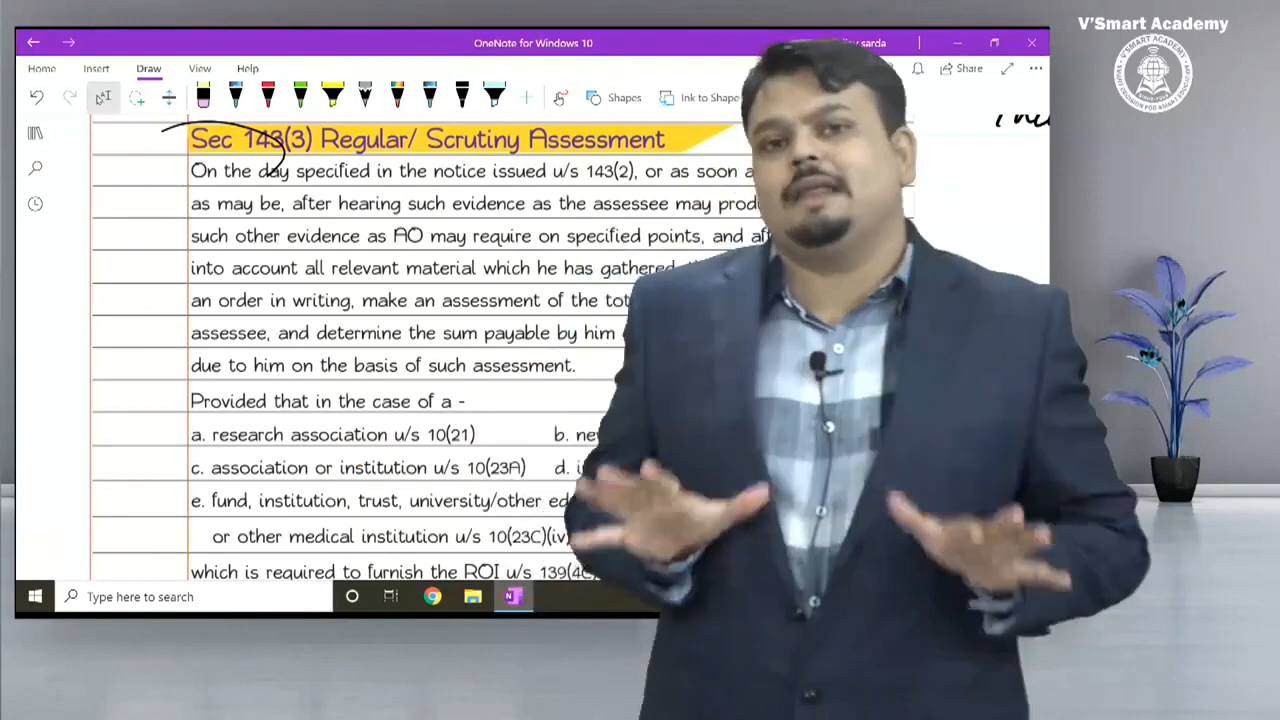 V'Smart Academy
OneNote for Windows 10
sarda
Home Insert Draw View Help
Share
Shapes
Ink to Shape
Sec 143(3) Regular/ Scrutiny Assessment
On the day specified in the notice issued u/s 143(2), or as soon a
as may be, after hearing such evidence as the assessee may prod
such other evidence as AO may require on specified points, and af
into account all relevant material which he has gathered
an order in writing, make an assessment of the tot
assessee, and determine the sum payable by him
due to him on the basis of such assessment.
Provided that in the case of a -
a. research association u/s 10(21) b. ne
c. association or institution u/s 10(23A) d.
e. fund, institution, trust, university/other ed
or other medical institution u/s 10(23C)(iv)
which is required to furnish the ROI u/s 139(4C)
Type here to search